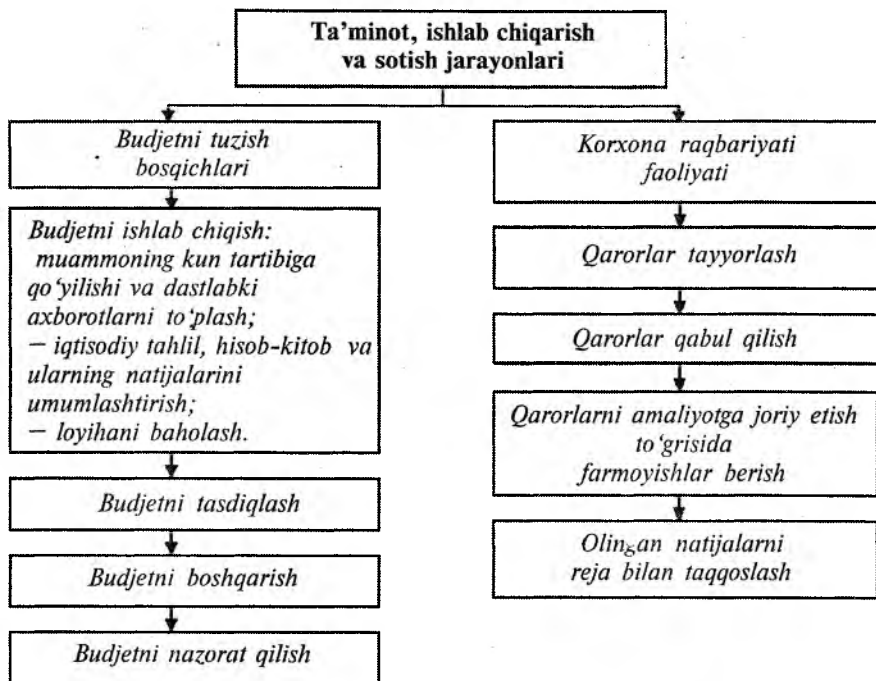 Ta’minot, ishlab chiqarish
va sotish jarayonlari
Budjetni tuzish
bosqichlari
Budjetni ishlab chiqish:
muammoning kun tartibiga
qo‘yilishi va dastlabki
axborotlarni to‘plash;
— iqtisodiy tahlil, hisob-kitob va
ularning natijalarini
umumlashtirish;
— loyihani baholash.
Budjetni tasdiqlash
Budjetni boshqarish
Budjetni nazorat qilish
Korxona raqbariyati
faoliyati
Qarorlar tayyorlash
Qarorlar qabul qilish
Qarorlarni amaliyotga joriy etish
to‘grisida
farmoyishlar berish
Olingan natijalarni
reja bilan taqqoslash